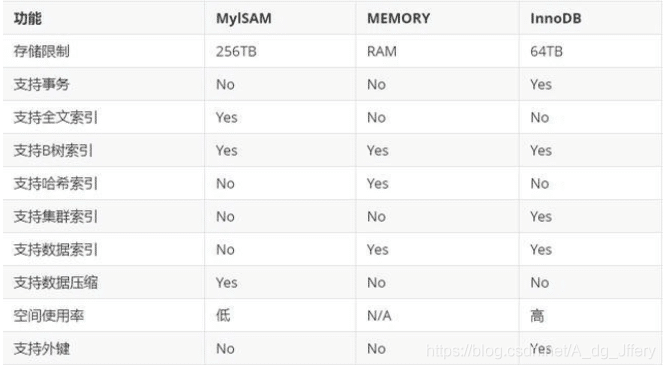 功能 MylSAM MEMORY InnoDB
存储限制 256TB RAM 64TB
支持事务 No No Yes
支持全文索引 Yes No No
支持B树索引 Yes Yes Yes
支持哈希索引 No Yes No
支持集群索引 No No Yes
支持数据索引 No Yes Yes
支持数据压缩 Yes No No
空间使用率 低 N/A 高
支持外键 No No Yes
https://blog.csdn.net/A_dg_Jffery